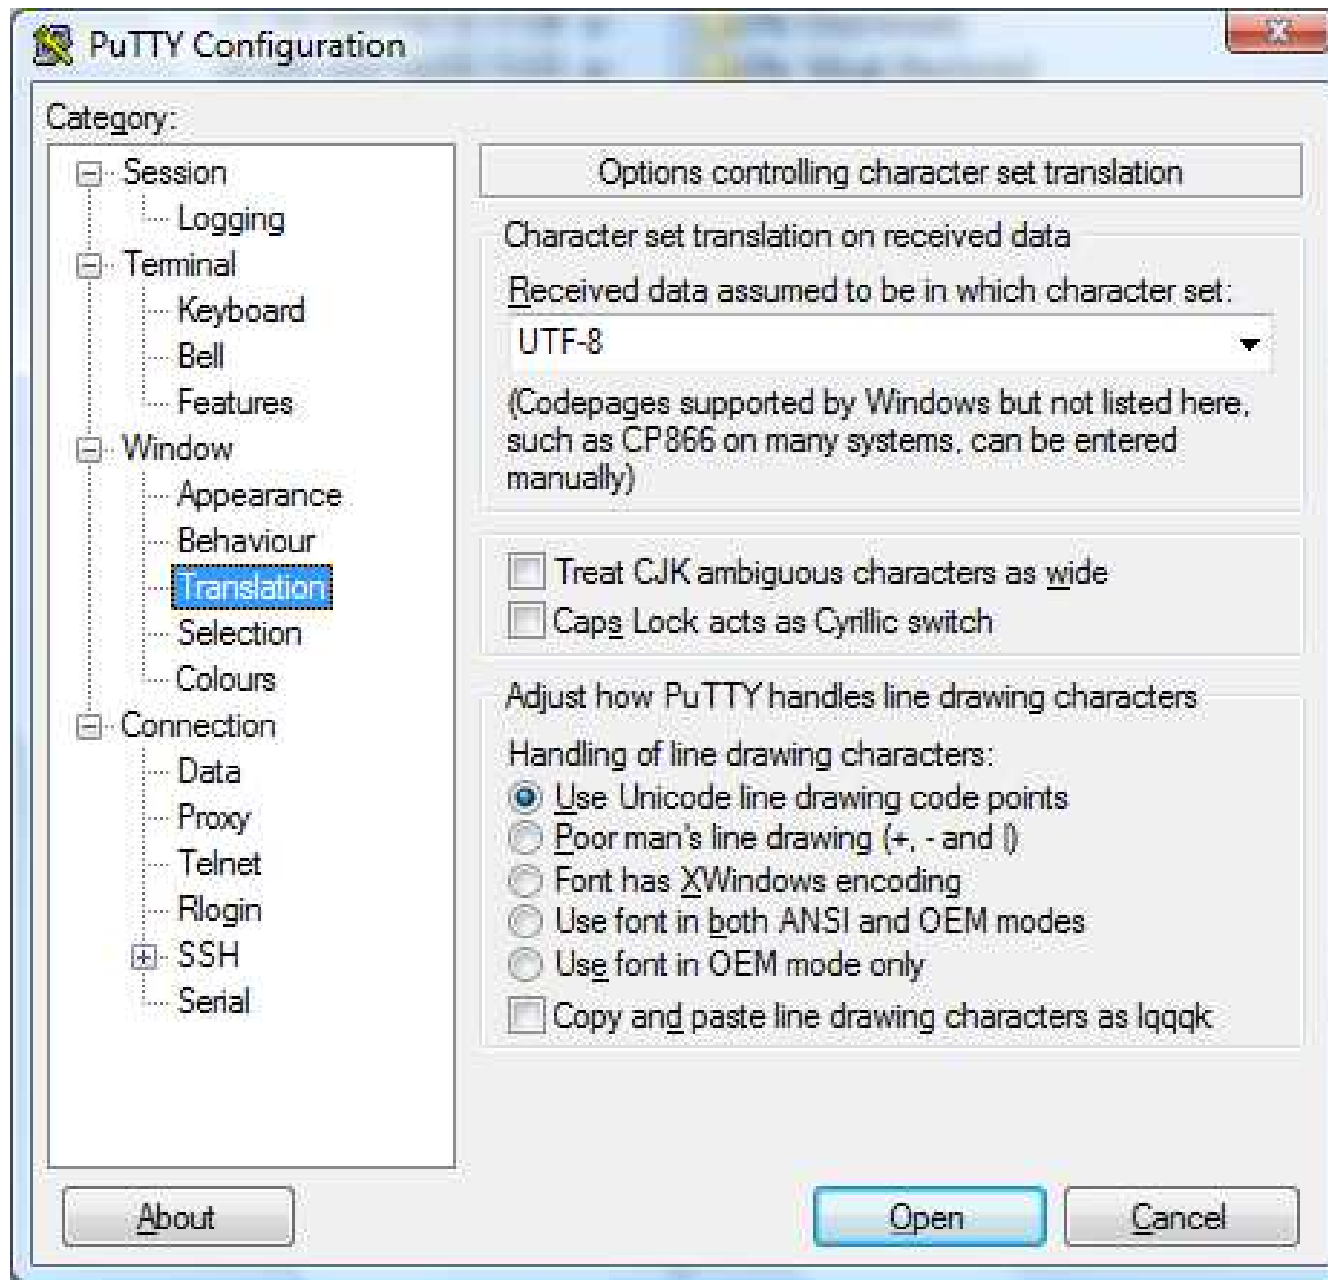 PuTTY Configuration
Category:
Session
Logging
Terminal
Keyboard
Bell
Features
Window
Appearance
Behaviour
Translation
Selection
Colours
Connection
Data
Proxy
Telnet
Rlogin
SSH
Serial
Options controlling character set translation
Character set translation on received data
Received data assumed to be in which character set:
UTF-8
(Codepages supported by Windows but not listed here,
such as CP866 on many systems, can be entered
manually)
Treat CJK ambiguous characters as wide
Caps Lock acts as Cyrillic switch
Adjust how PuTTY handles line drawing characters
Handling of line drawing characters:
Use Unicode line drawing code points
Poor man's line drawing (+, - and |)
Font has XWindows encoding
Use font in both ANSI and OEM modes
Use font in OEM mode only
Copy and paste line drawing characters as lqqqk
About
Open
Cancel